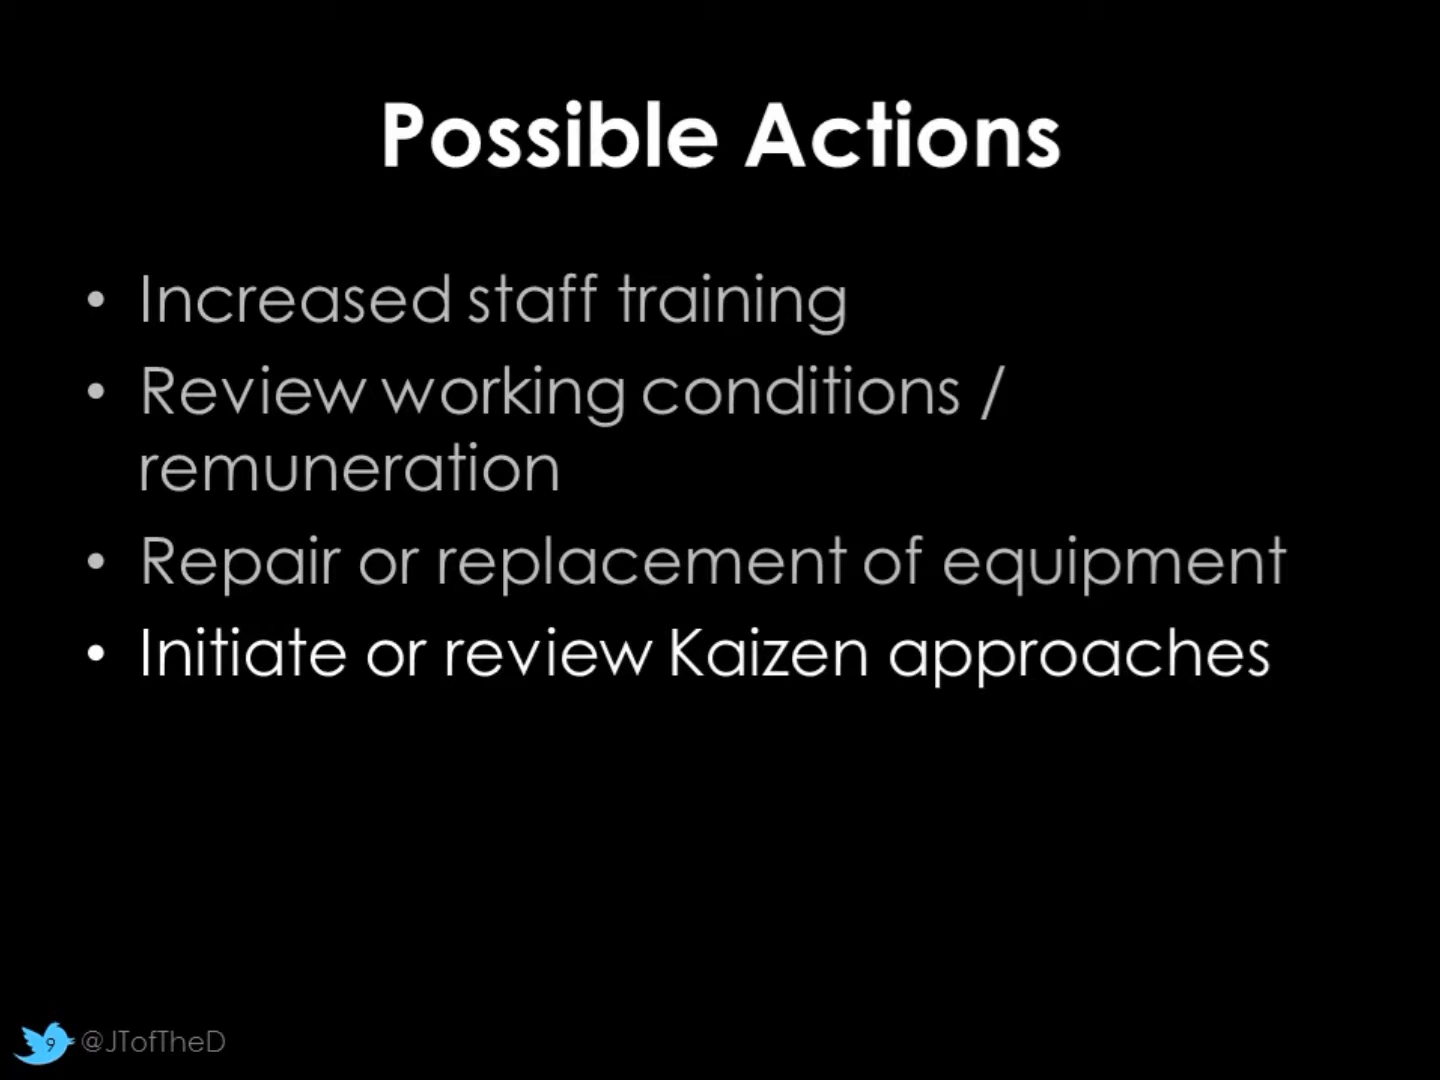 Possible Actions
• Increased staff training
• Review working conditions /
remuneration
• Repair or replacement of equipment
• Initiate or review Kaizen approaches
9 @JTofTheD